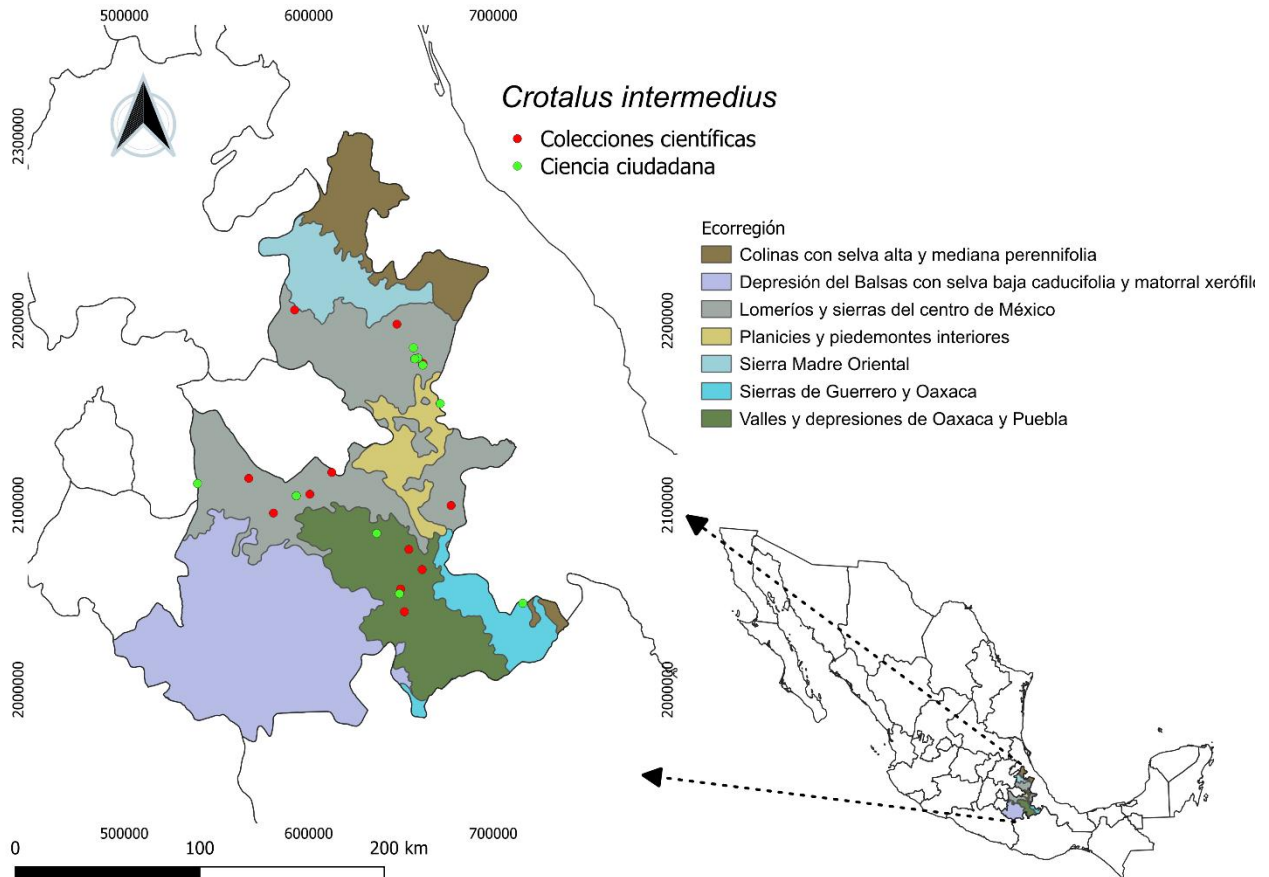 500000 600000 700000
2300000
2200000
2100000
2000000
Crotalus intermedius
Colecciones científicas
Ciencia ciudadana
Ecorregión
Colinas con selva alta y mediana perennifolia
Depresión del Balsas con selva baja caducifolia y matorral xerófil
Lomeríos y sierras del centro de México
Planicies y piedemontes interiores
Sierra Madre Oriental
Sierras de Guerrero y Oaxaca
Valles y depresiones de Oaxaca y Puebla
2200000
2100000
2000000
500000 600000 700000
0 100 200 km